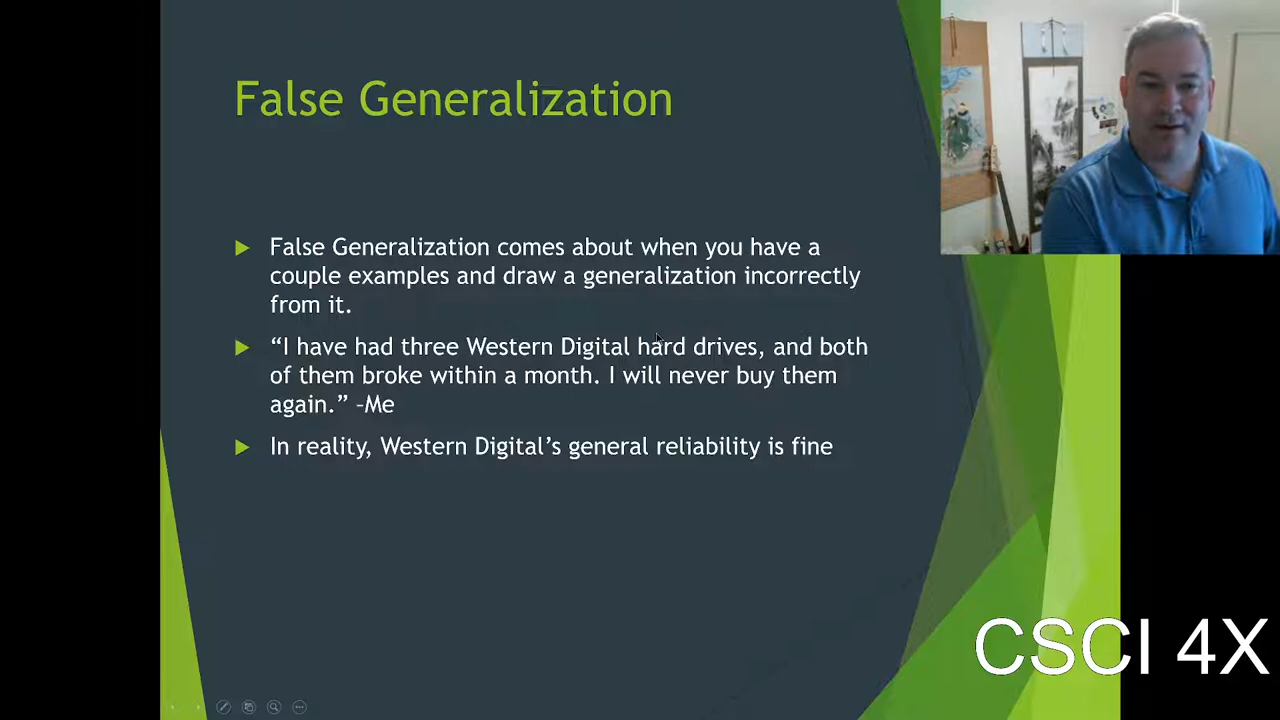 False Generalization
False Generalization comes about when you have a
couple examples and draw a generalization incorrectly
from it.
“I have had three Western Digital hard drives, and both
of them broke within a month. I will never buy them
again.” –Me
In reality, Western Digital’s general reliability is fine
CSCI 4X